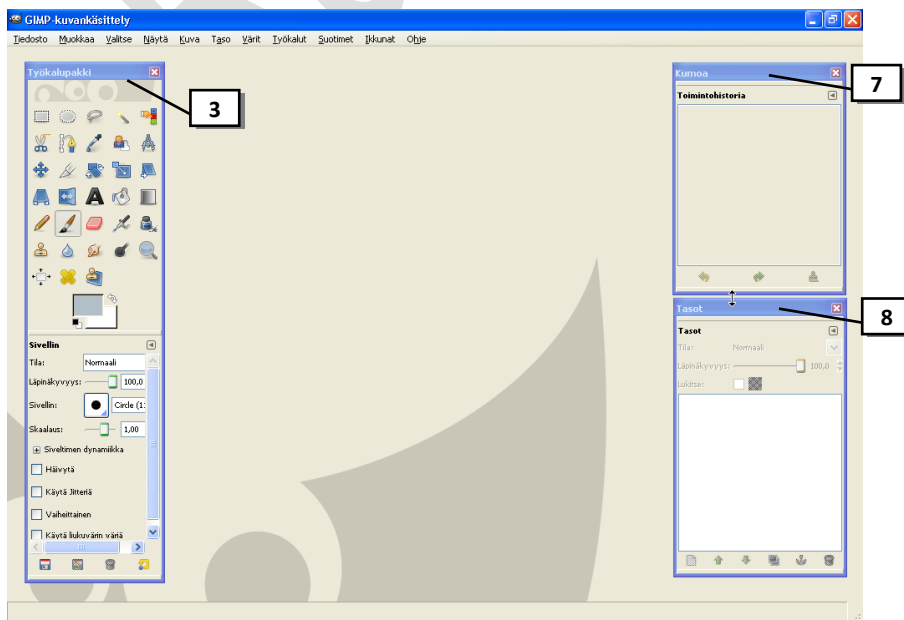 GIMP-kuvankäsittely
Tiedosto Muokkaa Valitse Näytä Kuva Taso Värit Työkalut Suotimet Ikkunat Ohje
Työkalupakki
3
Sivellin
Tila: Normaali
Läpinäkyvyys: 100,0
Sivellin: Circle (1:
Skaalaus: 1,00
Siveltimen dynamiikka
Häivytä
Käytä Jitteriä
Vaiheittainen
Käytä liukuvärin väriä
Kumoa
7
Toimintohistoria
Tasot
8
Tasot
Tila: Normaali
Läpinäkyvyys: 100,0
Lukitse: